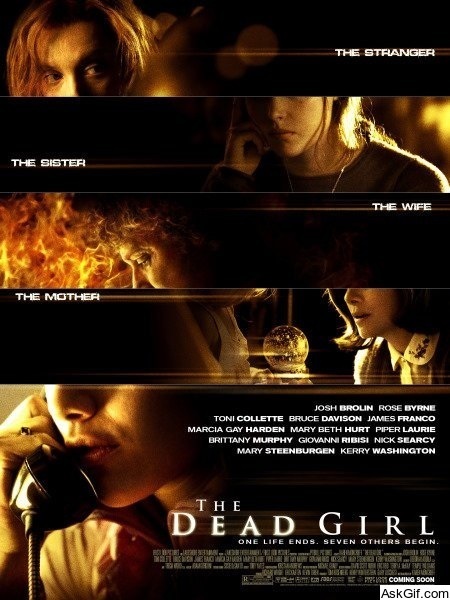 THE STRANGER
THE SISTER
THE WIFE
THE MOTHER
JOSH BROLIN ROSE BYRNE
TONI COLLETTE BRUCE DAVISON JAMES FRANCO
MARCIA GAY HARDEN MARY BETH HURT PIPER LAURIE
BRITTANY MURPHY GIOVANNI RIBISI NICK SEARCY
MARY STEENBURGEN KERRY WASHINGTON
THE
DEAD GIRL
ONE LIFE ENDS. SEVEN OTHERS BEGIN.
COMING SOON
AskGif.com